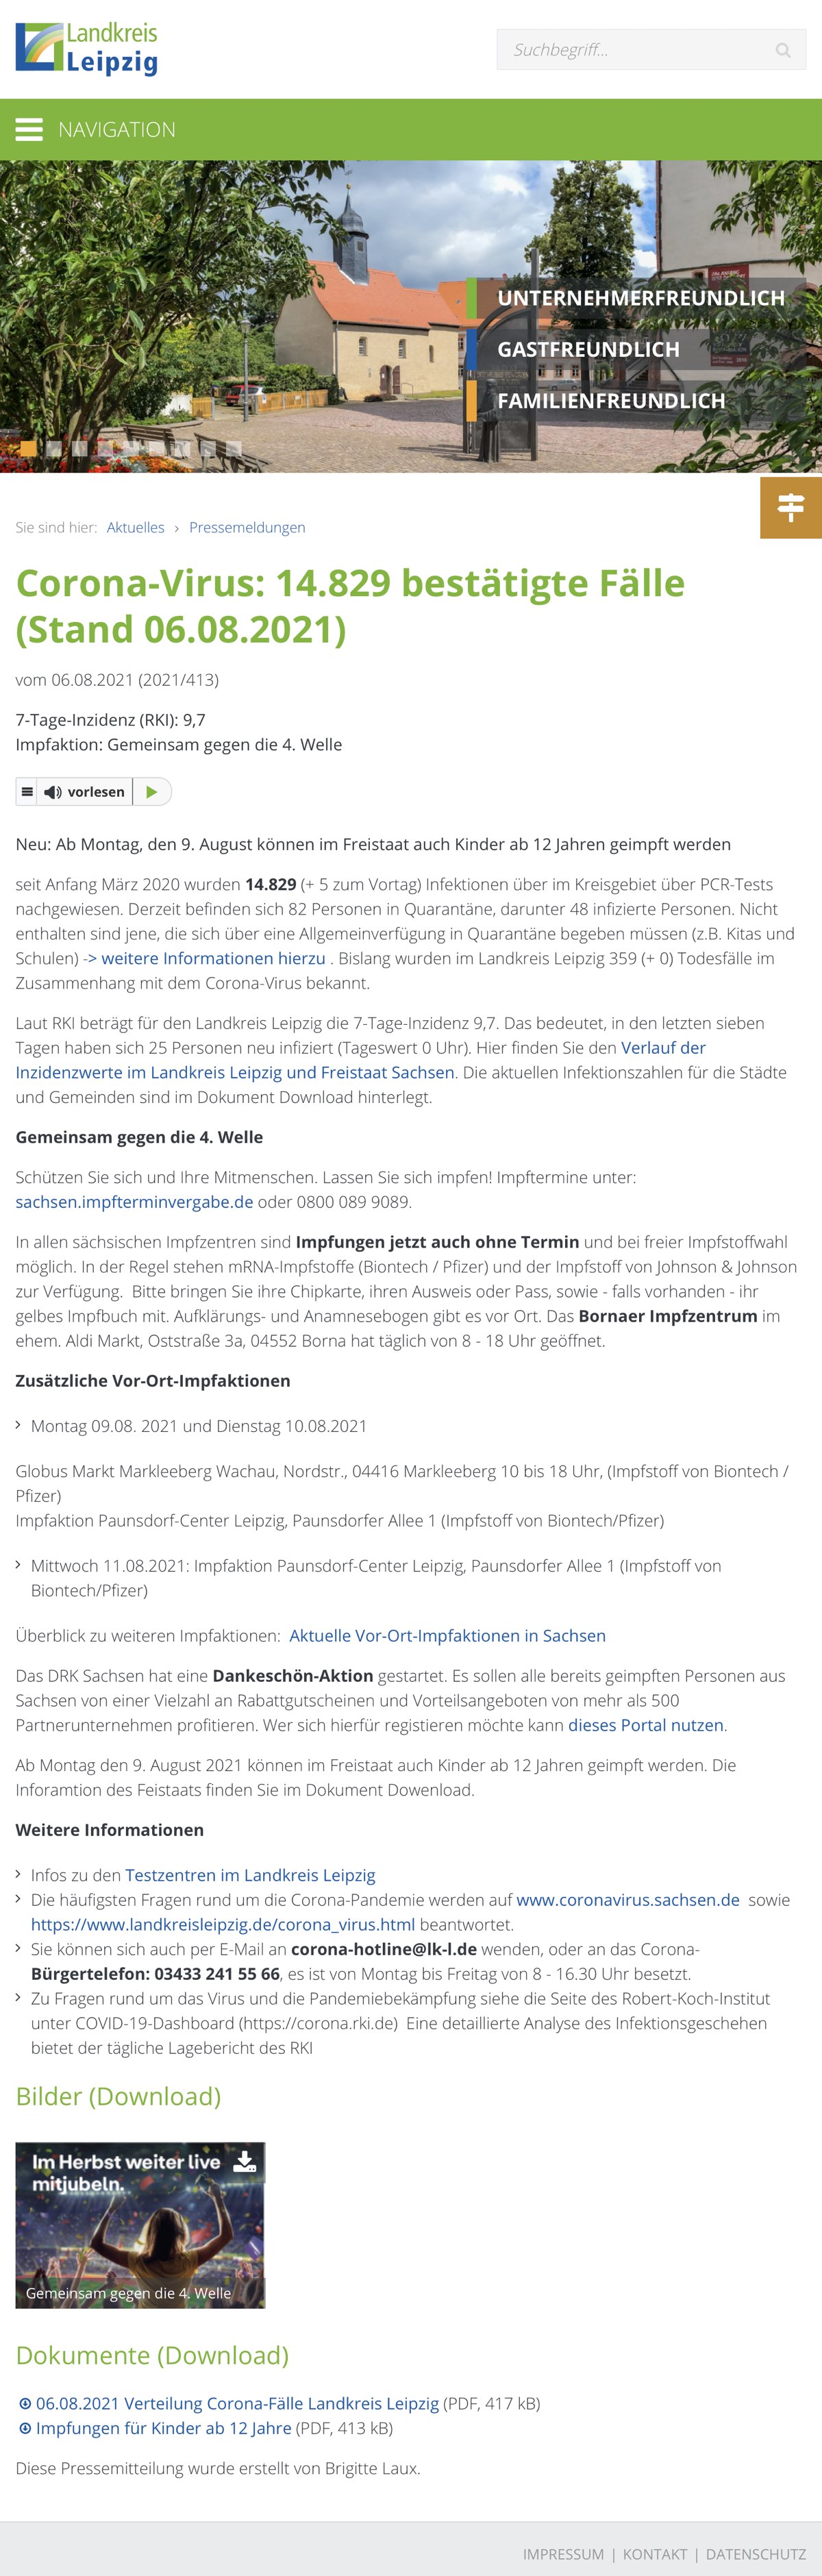 Landkreis
Leipzig
Suchbegriff...
NAVIGATION
UNTERNEHMERFREUNDLICH
GASTFREUNDLICH
FAMILIENFREUNDLICH
Sie sind hier: Aktuelles › Pressemeldungen
Corona-Virus: 14.829 bestätigte Fälle
(Stand 06.08.2021)
vom 06.08.2021 (2021/413)
7-Tage-Inzidenz (RKI): 9,7
Impfaktion: Gemeinsam gegen die 4. Welle
vorlesen
Neu: Ab Montag, den 9. August können im Freistaat auch Kinder ab 12 Jahren geimpft werden
seit Anfang März 2020 wurden 14.829 (+ 5 zum Vortag) Infektionen über im Kreisgebiet über PCR-Tests
nachgewiesen. Derzeit befinden sich 82 Personen in Quarantäne, darunter 48 infizierte Personen. Nicht
enthalten sind jene, die sich über eine Allgemeinverfügung in Quarantäne begeben müssen (z.B. Kitas und
Schulen) -> weitere Informationen hierzu . Bislang wurden im Landkreis Leipzig 359 (+ 0) Todesfälle im
Zusammenhang mit dem Corona-Virus bekannt.
Laut RKI beträgt für den Landkreis Leipzig die 7-Tage-Inzidenz 9,7. Das bedeutet, in den letzten sieben
Tagen haben sich 25 Personen neu infiziert (Tageswert 0 Uhr). Hier finden Sie den Verlauf der
Inzidenzwerte im Landkreis Leipzig und Freistaat Sachsen. Die aktuellen Infektionszahlen für die Städte
und Gemeinden sind im Dokument Download hinterlegt.
Gemeinsam gegen die 4. Welle
Schützen Sie sich und Ihre Mitmenschen. Lassen Sie sich impfen! Impftermine unter:
sachsen.impfterminvergabe.de oder 0800 089 9089.
In allen sächsischen Impfzentren sind Impfungen jetzt auch ohne Termin und bei freier Impfstoffwahl
möglich. In der Regel stehen mRNA-Impfstoffe (Biontech / Pfizer) und der Impfstoff von Johnson & Johnson
zur Verfügung.  Bitte bringen Sie ihre Chipkarte, ihren Ausweis oder Pass, sowie - falls vorhanden - ihr
gelbes Impfbuch mit. Aufklärungs- und Anamnesebogen gibt es vor Ort. Das Bornaer Impfzentrum im
ehem. Aldi Markt, Oststraße 3a, 04552 Borna hat täglich von 8 - 18 Uhr geöffnet.
Zusätzliche Vor-Ort-Impfaktionen
› Montag 09.08. 2021 und Dienstag 10.08.2021
Globus Markt Markleeberg Wachau, Nordstr., 04416 Markleeberg 10 bis 18 Uhr, (Impfstoff von Biontech /
Pfizer)
Impfaktion Paunsdorf-Center Leipzig, Paunsdorfer Allee 1 (Impfstoff von Biontech/Pfizer)
› Mittwoch 11.08.2021: Impfaktion Paunsdorf-Center Leipzig, Paunsdorfer Allee 1 (Impfstoff von
Biontech/Pfizer)
Überblick zu weiteren Impfaktionen:  Aktuelle Vor-Ort-Impfaktionen in Sachsen
Das DRK Sachsen hat eine Dankeschön-Aktion gestartet. Es sollen alle bereits geimpften Personen aus
Sachsen von einer Vielzahl an Rabattgutscheinen und Vorteilsangeboten von mehr als 500
Partnerunternehmen profitieren. Wer sich hierfür registieren möchte kann dieses Portal nutzen.
Ab Montag den 9. August 2021 können im Freistaat auch Kinder ab 12 Jahren geimpft werden. Die
Inforamtion des Feistaats finden Sie im Dokument Dowenload.
Weitere Informationen
› Infos zu den Testzentren im Landkreis Leipzig
› Die häufigsten Fragen rund um die Corona-Pandemie werden auf www.coronavirus.sachsen.de  sowie
https://www.landkreisleipzig.de/corona_virus.html beantwortet.
› Sie können sich auch per E-Mail an corona-hotline@lk-l.de wenden, oder an das Corona-
Bürgertelefon: 03433 241 55 66, es ist von Montag bis Freitag von 8 - 16.30 Uhr besetzt.
› Zu Fragen rund um das Virus und die Pandemiebekämpfung siehe die Seite des Robert-Koch-Institut
unter COVID-19-Dashboard (https://corona.rki.de)  Eine detaillierte Analyse des Infektionsgeschehen
bietet der tägliche Lagebericht des RKI
Bilder (Download)
Im Herbst weiter live
mitjubeln.
Gemeinsam gegen die 4. Welle
Dokumente (Download)
06.08.2021 Verteilung Corona-Fälle Landkreis Leipzig (PDF, 417 kB)
Impfungen für Kinder ab 12 Jahre (PDF, 413 kB)
Diese Pressemitteilung wurde erstellt von Brigitte Laux.
IMPRESSUM | KONTAKT | DATENSCHUTZ